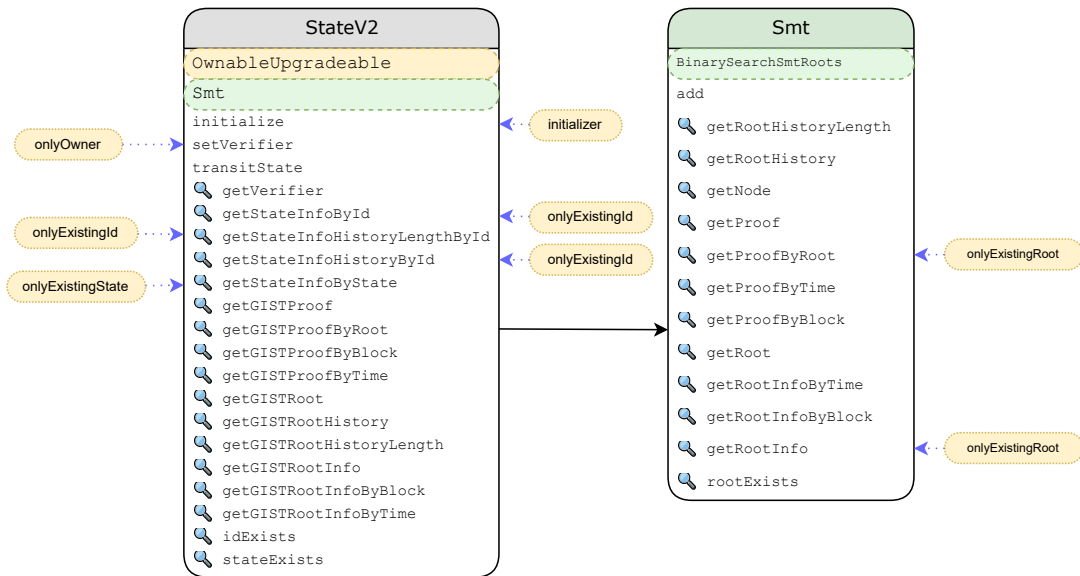 StateV2
OwnableUpgradeable
Smt
initialize
setVerifier
transitState
getVerifier
getStateInfoById
getStateInfoHistoryLengthById
getStateInfoHistoryById
getStateInfoByState
getGISTProof
getGISTProofByRoot
getGISTProofByBlock
getGISTProofByTime
getGISTRoot
getGISTRootHistory
getGISTRootHistoryLength
getGISTRootInfo
getGISTRootInfoByBlock
getGISTRootInfoByTime
idExists
stateExists
onlyOwner
onlyExistingId
onlyExistingState
initializer
onlyExistingId
onlyExistingId
Smt
BinarySearchSmtRoots
add
getRootHistoryLength
getRootHistory
getNode
getProof
getProofByRoot
getProofByTime
getProofByBlock
getRoot
getRootInfoByTime
getRootInfoByBlock
getRootInfo
rootExists
onlyExistingRoot
onlyExistingRoot